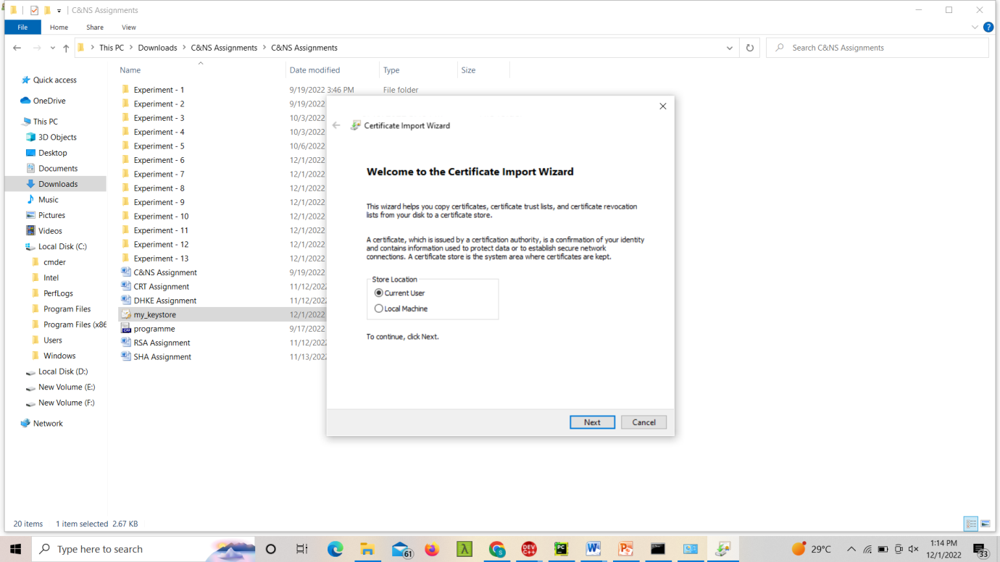 C&NS Assignments
File Home Share View
This PC Downloads C&NS Assignments C&NS Assignments Search C&NS Assignments
Name Date modified Type Size
Quick access
OneDrive
This PC
3D Objects
Desktop
Documents
Downloads
Music
Pictures
Videos
Local Disk (C:)
cmder
Intel
PerfLogs
Program Files
Program Files (x86
Users
Windows
Local Disk (D:)
New Volume (E:)
New Volume (F:)
Network
Experiment - 1 9/19/2022 3:46 PM File folder
Experiment - 2 9/19/2022
Experiment - 3 10/3/2022
Experiment - 4 10/3/2022
Experiment - 5 10/6/2022
Experiment - 6 12/1/2022
Experiment - 7 12/1/2022
Experiment - 8 12/1/2022
Experiment - 9 12/1/2022
Experiment - 10 12/1/2022
Experiment - 11 12/1/2022
Experiment - 12 12/1/2022
Experiment - 13 12/1/2022
C&NS Assignment 9/19/2022
CRT Assignment 11/12/2022
DHKE Assignment 11/12/2022
my_keystore 12/1/2022
programme 9/17/2022
RSA Assignment 11/12/2022
SHA Assignment 11/13/2022
Certificate Import Wizard
Welcome to the Certificate Import Wizard
This wizard helps you copy certificates, certificate trust lists, and certificate revocation
lists from your disk to a certificate store.
A certificate, which is issued by a certification authority, is a confirmation of your identity
and contains information used to protect data or to establish secure network
connections. A certificate store is the system area where certificates are kept.
Store Location
Current User
Local Machine
To continue, click Next.
Next Cancel
20 items 1 item selected 2.67 KB
Type here to search 61 29°C 1:14 PM
12/1/2022 33